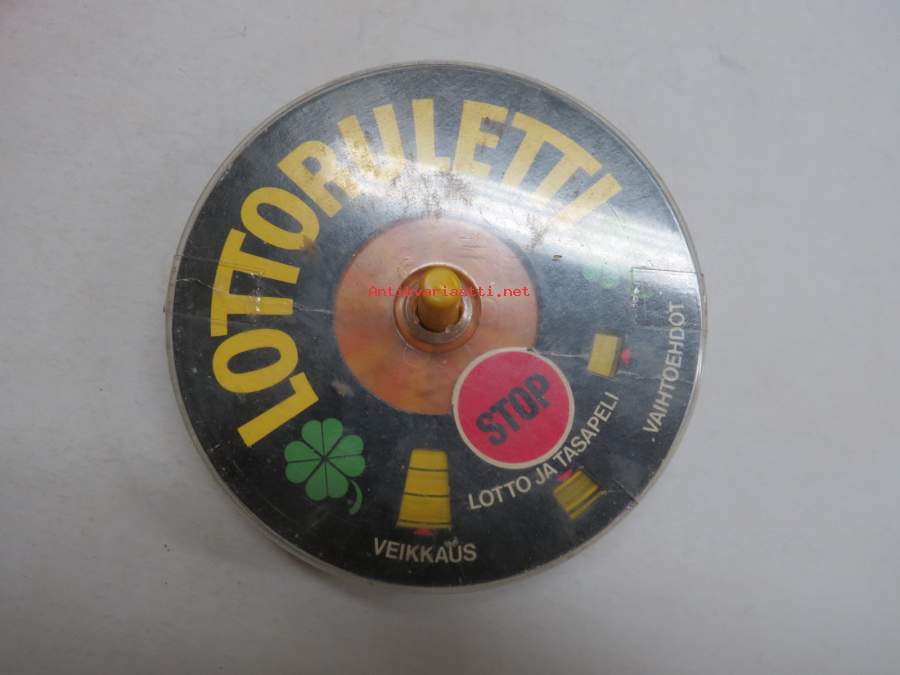 LOTTORULETTI
Antikvariaatti.net
STOP
LOTTO JA TASAPELI
VAIHTOEHDOT
VEIKKAUS